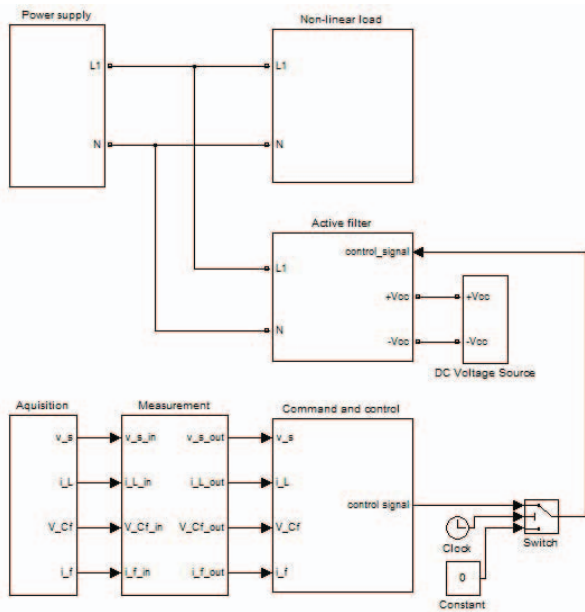 Power supply
Non-linear load
L1
L1
N
N
Active filter
control_signal
L1
+Vcc
+Vcc
N
-Vcc
-Vcc
DC Voltage Source
Aquisition
Measurement
Command and control
v_s
v_s_in
v_s_out
v_s
i_L
i_L_in
i_L_out
i_L
control signal
V_Cf
V_Cf_in
V_Cf_out
V_Cf
Clock
Switch
i_f
i_f_in
i_f_out
i_f
0
Constant